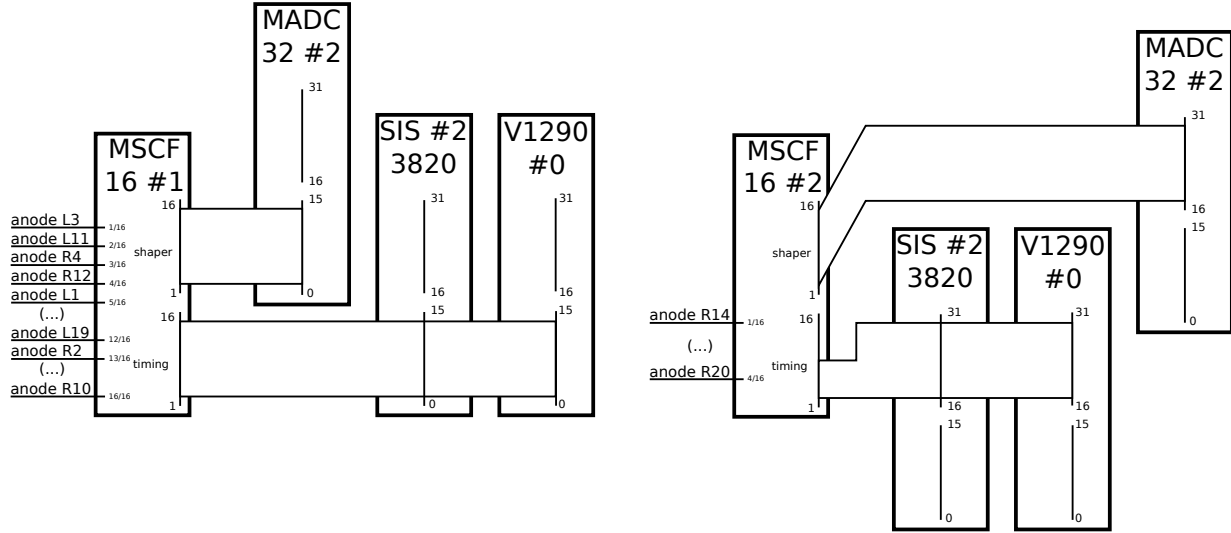 MADC
32 #2
31
16
15
0
MSCF
16 #1
16
shaper
1
16
timing
1
anode L3
1/16
anode L11
2/16
anode R4
3/16
anode R12
4/16
anode L1
5/16
(...)
anode L19
12/16
anode R2
13/16
(...)
anode R10
16/16
SIS #2
3820
31
16
15
0
V1290
#0
31
16
15
0
MSCF
16 #2
16
shaper
1
16
timing
1
anode R14
1/16
(...)
anode R20
4/16
SIS #2
3820
31
16
15
0
V1290
#0
31
16
15
0
MADC
32 #2
31
16
15
0